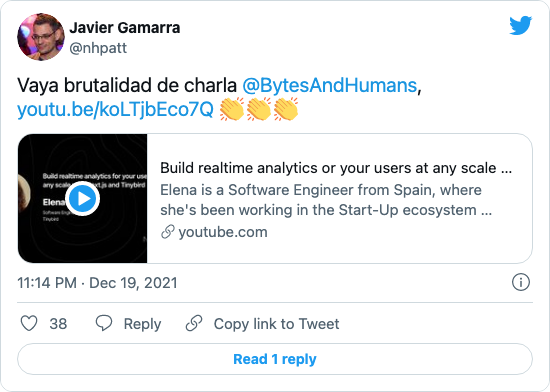 Javier Gamarra
@nhpatt
Vaya brutalidad de charla @BytesAndHumans,
youtu.be/koLTjbEco7Q 👏👏👏
Build realtime analytics for your use
any scale
xt.js and Tinybird
Elena
Software Engine
Tinybird
Build realtime analytics or your users at any scale ...
Elena is a Software Engineer from Spain, where
she's been working in the Start-Up ecosystem ...
youtube.com
11:14 PM · Dec 19, 2021
38
Reply
Copy link to Tweet
Read 1 reply